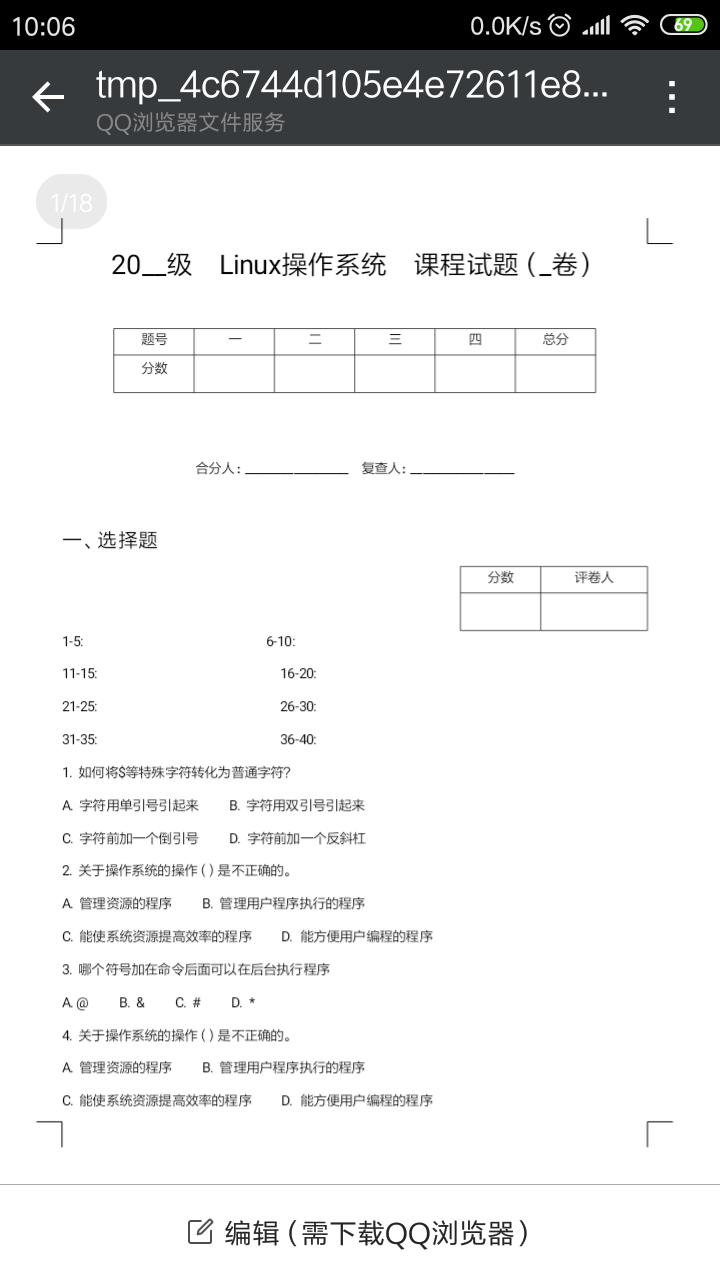 10:06
0.0K/s
69
tmp_4c6744d105e4e72611e8...
QQ浏览器文件服务
1/18
20__级 Linux操作系统 课程试题(_卷)
题号 一 二 三 四 总分
分数
合分人:________________ 复查人:________________
一、选择题
分数 评卷人
1-5: 6-10:
11-15: 16-20:
21-25: 26-30:
31-35: 36-40:
1. 如何将$等特殊字符转化为普通字符?
A. 字符用单引号引起来 B. 字符用双引号引起来
C. 字符前加一个倒引号 D. 字符前加一个反斜杠
2. 关于操作系统的操作()是不正确的。
A. 管理资源的程序 B. 管理用户程序执行的程序
C. 能使系统资源提高效率的程序 D. 能方便用户编程的程序
3. 哪个符号加在命令后面可以在后台执行程序
A. @ B. & C. # D. *
4. 关于操作系统的操作()是不正确的。
A. 管理资源的程序 B. 管理用户程序执行的程序
C. 能使系统资源提高效率的程序 D. 能方便用户编程的程序
编辑(需下载QQ浏览器)